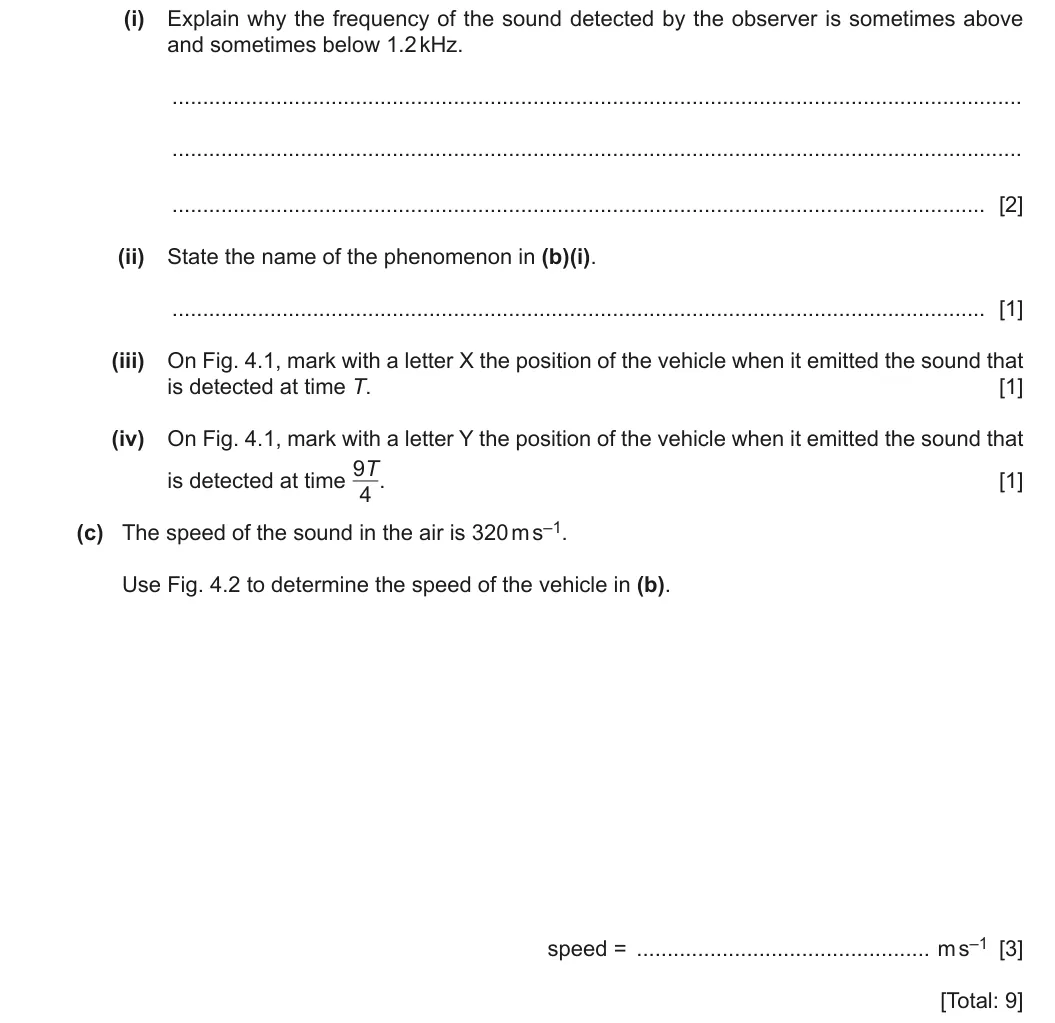 (i) Explain why the frequency of the sound detected by the observer is sometimes above
and sometimes below 1.2 kHz.
..........................................................................................................................................
..........................................................................................................................................
.................................................................................................................................... [2]
(ii) State the name of the phenomenon in (b)(i).
.................................................................................................................................... [1]
(iii) On Fig. 4.1, mark with a letter X the position of the vehicle when it emitted the sound that
is detected at time T. [1]
(iv) On Fig. 4.1, mark with a letter Y the position of the vehicle when it emitted the sound that
is detected at time 9T/4. [1]
(c) The speed of the sound in the air is 320 m s⁻¹.
Use Fig. 4.2 to determine the speed of the vehicle in (b).
speed = ................................................ m s⁻¹ [3]
[Total: 9]